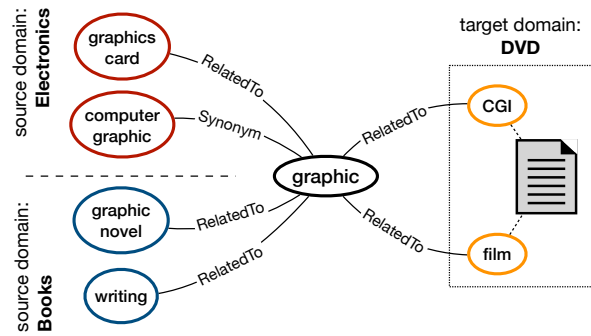 source domain:
Electronics
graphics
card
RelatedTo
computer
graphic
Synonym
source domain:
Books
graphic
novel
RelatedTo
writing
RelatedTo
graphic
target domain:
DVD
RelatedTo
CGI
RelatedTo
film